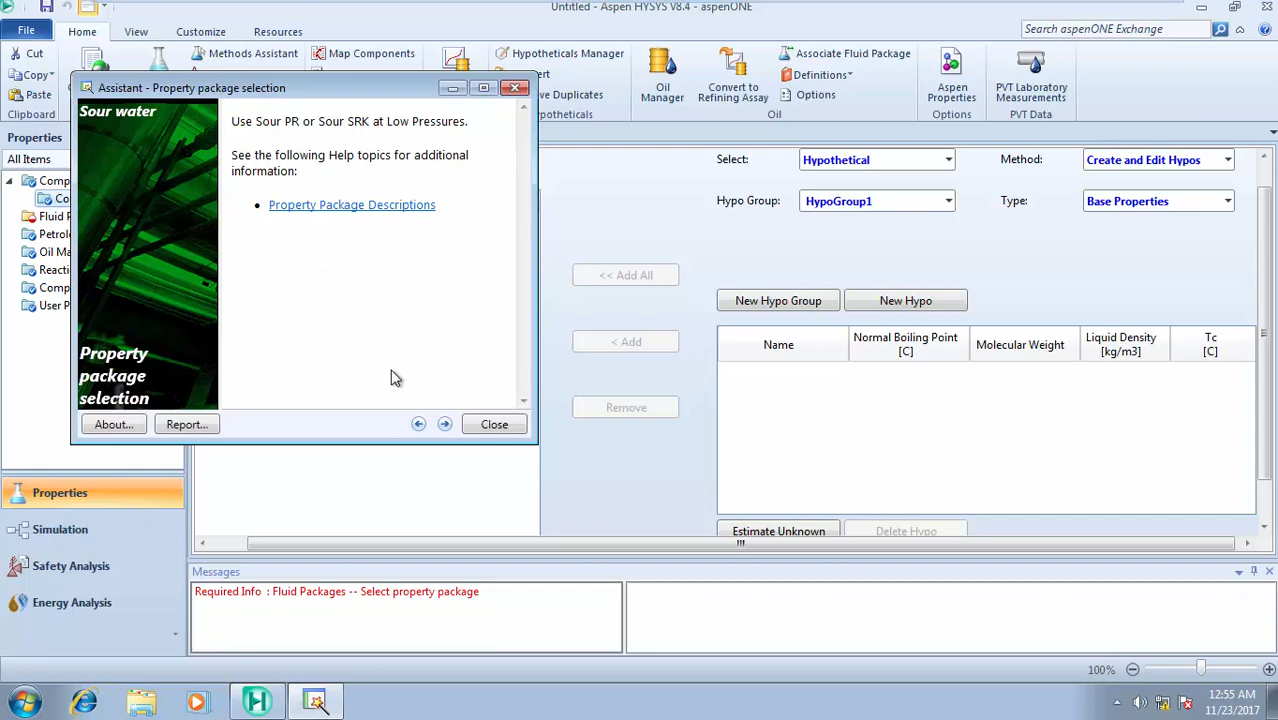 Untitled - Aspen HYSYS V8.4 - aspenONE
File
Home
View
Customize
Resources
Search aspenONE Exchange
Cut
Copy
Paste
Clipboard
Methods Assistant
Map Components
Hypotheticals Manager
Oil Manager
Convert to Refining Assay
Associate Fluid Package
Definitions
Options
Oil
Aspen Properties
Options
PVT Laboratory Measurements
PVT Data
Assistant - Property package selection
Sour water
Property
package
selection
Use Sour PR or Sour SRK at Low Pressures.
See the following Help topics for additional
information:
• Property Package Descriptions
About...
Report...
Close
Properties
All Items
Comp
Co
Fluid P
Petrole
Oil Ma
Reacti
Comp
User P
Properties
Simulation
Safety Analysis
Energy Analysis
Select:
Hypothetical
Method:
Create and Edit Hypos
Hypo Group:
HypoGroup1
Type:
Base Properties
<< Add All
< Add
Remove
New Hypo Group
New Hypo
Name
Normal Boiling Point
[C]
Molecular Weight
Liquid Density
[kg/m3]
Tc
[C]
Estimate Unknown
Delete Hypo
Messages
Required Info : Fluid Packages -- Select property package
100%
12:55 AM
11/23/2017